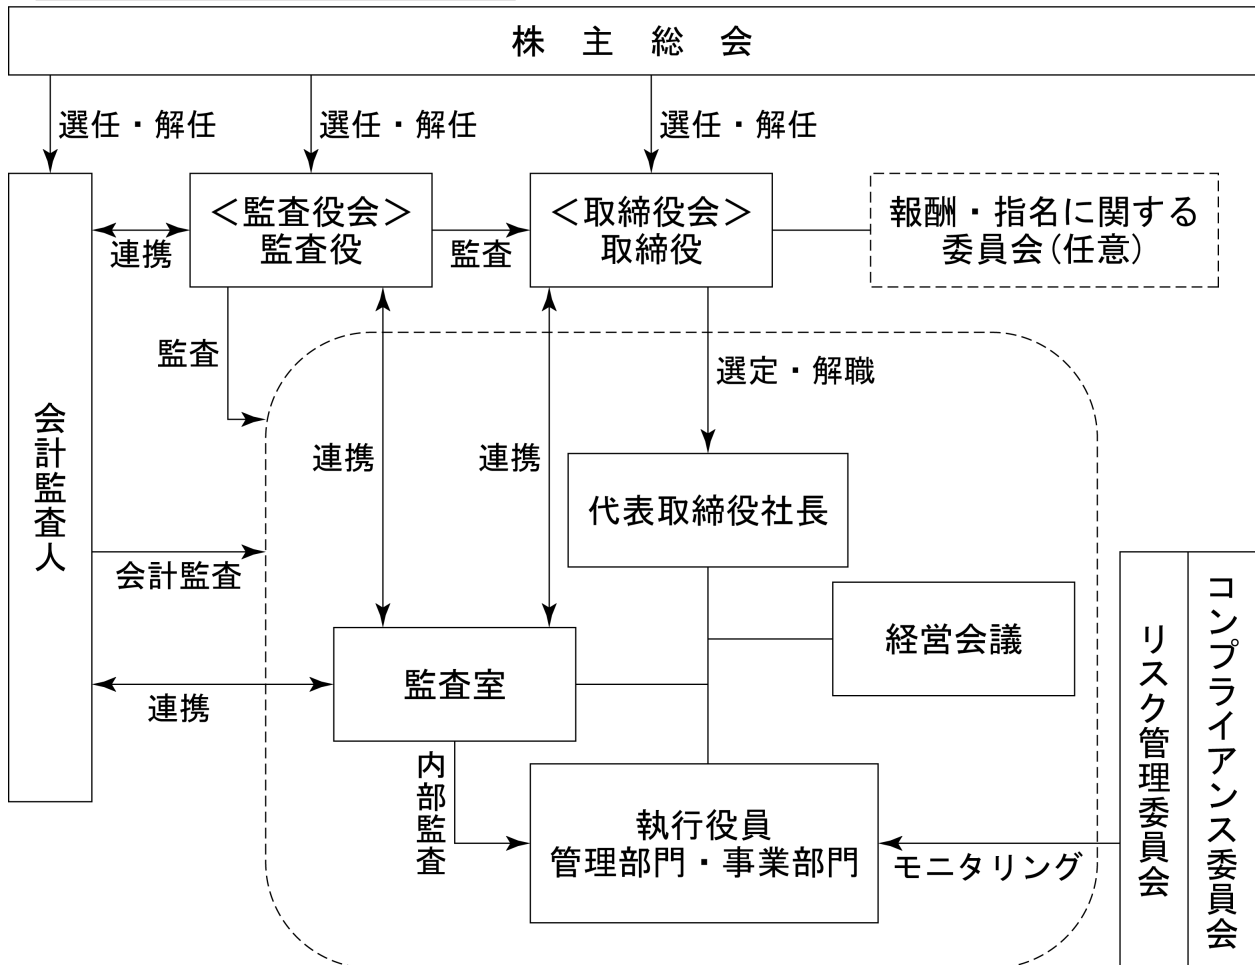 株主総会
選任・解任
選任・解任
選任・解任
＜監査役会＞
監査役
＜取締役会＞
取締役
報酬・指名に関する
委員会(任意)
連携
監査
監査
選定・解職
会計監査人
連携
連携
代表取締役社長
会計監査
経営会議
監査室
連携
内部監査
執行役員
管理部門・事業部門
モニタリング
リスク管理委員会
コンプライアンス委員会